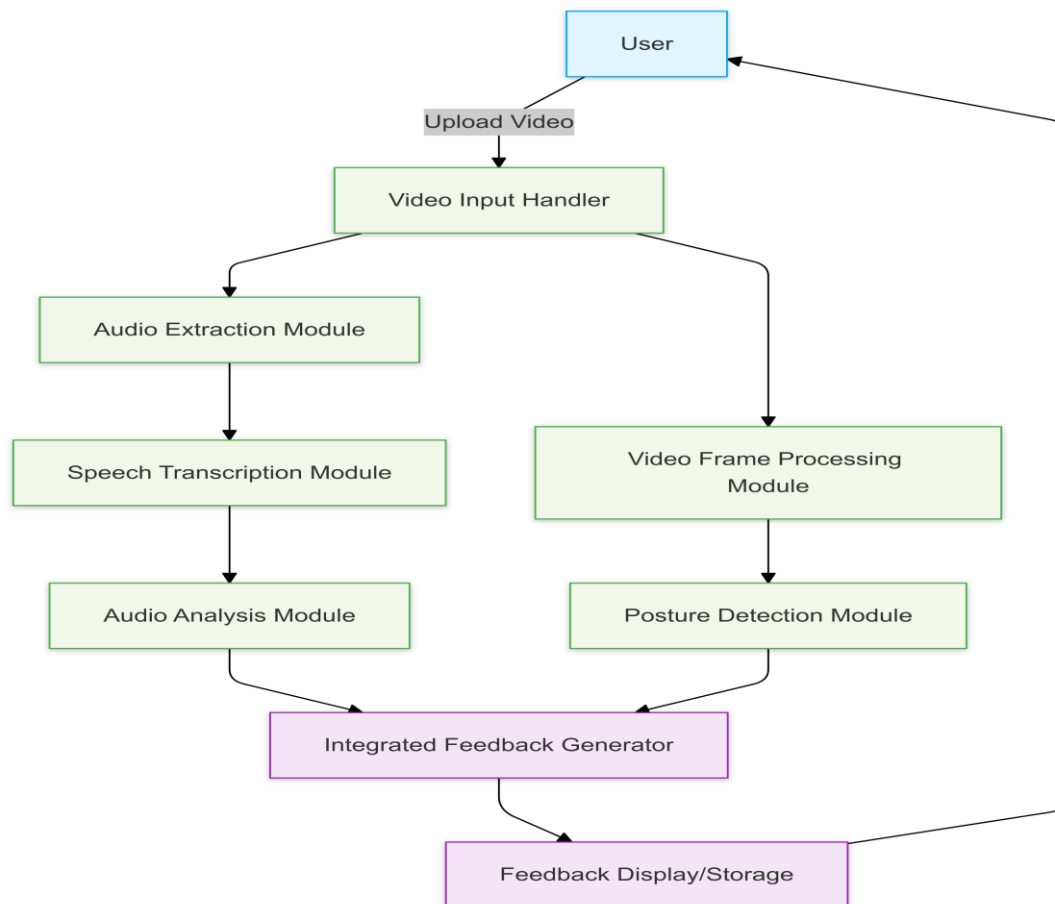 User
Upload Video
Video Input Handler
Audio Extraction Module
Speech Transcription Module
Video Frame Processing
Module
Audio Analysis Module
Posture Detection Module
Integrated Feedback Generator
Feedback Display/Storage